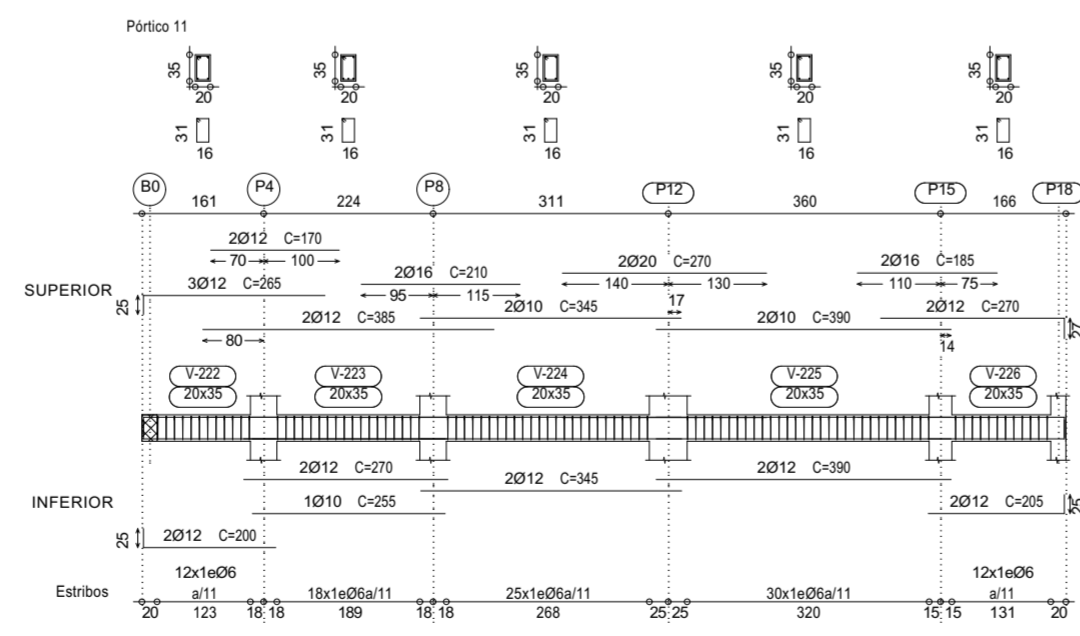 Pórtico 11
35 35 35 35 35
20 20 20 20 20
31 31 31 31 31
16 16 16 16 16
B0 P4 P8 P12 P15 P18
161 224 311 360 166
2Ø12 C=170
70 100
2Ø16 C=210
95 115
2Ø20 C=270
140 130
17
2Ø16 C=185
110 75
SUPERIOR
25
3Ø12 C=265
2Ø10 C=345
2Ø12 C=270
27
2Ø12 C=385
80
2Ø10 C=390
14
V-222 V-223 V-224 V-225 V-226
20x35 20x35 20x35 20x35 20x35
2Ø12 C=270
2Ø12 C=390
2Ø12 C=345
INFERIOR
1Ø10 C=255
2Ø12 C=205
25
25
2Ø12 C=200
Estribos
12x1eØ6 a/11
18x1eØ6a/11
25x1eØ6a/11
30x1eØ6a/11
12x1eØ6 a/11
20 123 18 18 189 18 18 268 25 25 320 15 15 131 20